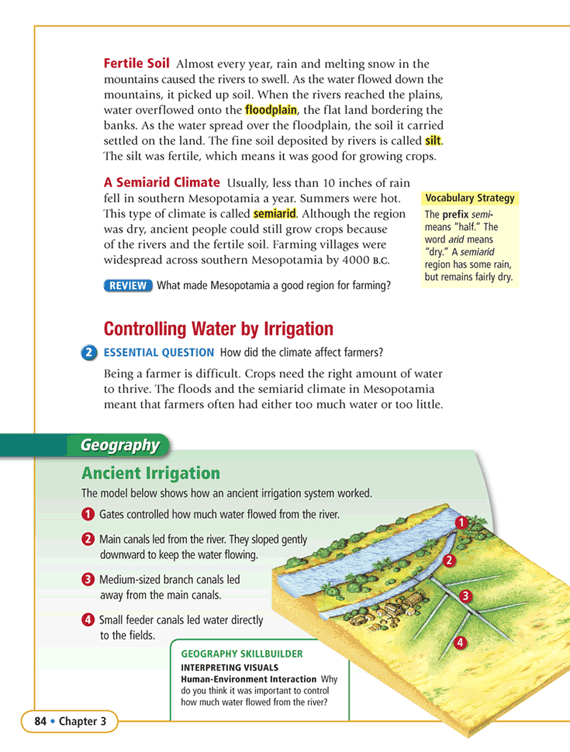 Fertile Soil Almost every year, rain and melting snow in the
mountains caused the rivers to swell. As the water flowed down the
mountains, it picked up soil. When the rivers reached the plains,
water overflowed onto the floodplain, the flat land bordering the
banks. As the water spread over the floodplain, the soil it carried
settled on the land. The fine soil deposited by rivers is called silt.
The silt was fertile, which means it was good for growing crops.
A Semiarid Climate Usually, less than 10 inches of rain
fell in southern Mesopotamia a year. Summers were hot.
This type of climate is called semiarid. Although the region
was dry, ancient people could still grow crops because
of the rivers and the fertile soil. Farming villages were
widespread across southern Mesopotamia by 4000 B.C.
Vocabulary Strategy
The prefix semi-
means "half." The
word arid means
"dry." A semiarid
region has some rain,
but remains fairly dry.
REVIEW What made Mesopotamia a good region for farming?
Controlling Water by Irrigation
2 ESSENTIAL QUESTION How did the climate affect farmers?
Being a farmer is difficult. Crops need the right amount of water
to thrive. The floods and the semiarid climate in Mesopotamia
meant that farmers often had either too much water or too little.
Geography
Ancient Irrigation
The model below shows how an ancient irrigation system worked.
1 Gates controlled how much water flowed from the river.
2 Main canals led from the river. They sloped gently
downward to keep the water flowing.
3 Medium-sized branch canals led
away from the main canals.
4 Small feeder canals led water directly
to the fields.
1
2
3
4
GEOGRAPHY SKILLBUILDER
INTERPRETING VISUALS
Human-Environment Interaction Why
do you think it was important to control
how much water flowed from the river?
84 • Chapter 3